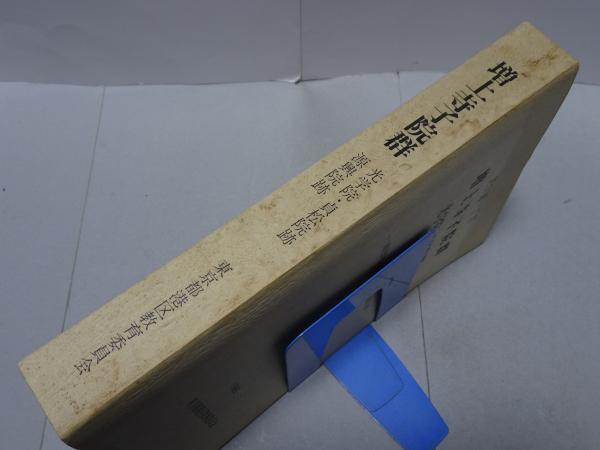 増上寺子院群
光学院・貞松院跡
源興院跡
東京都港区教育委員会